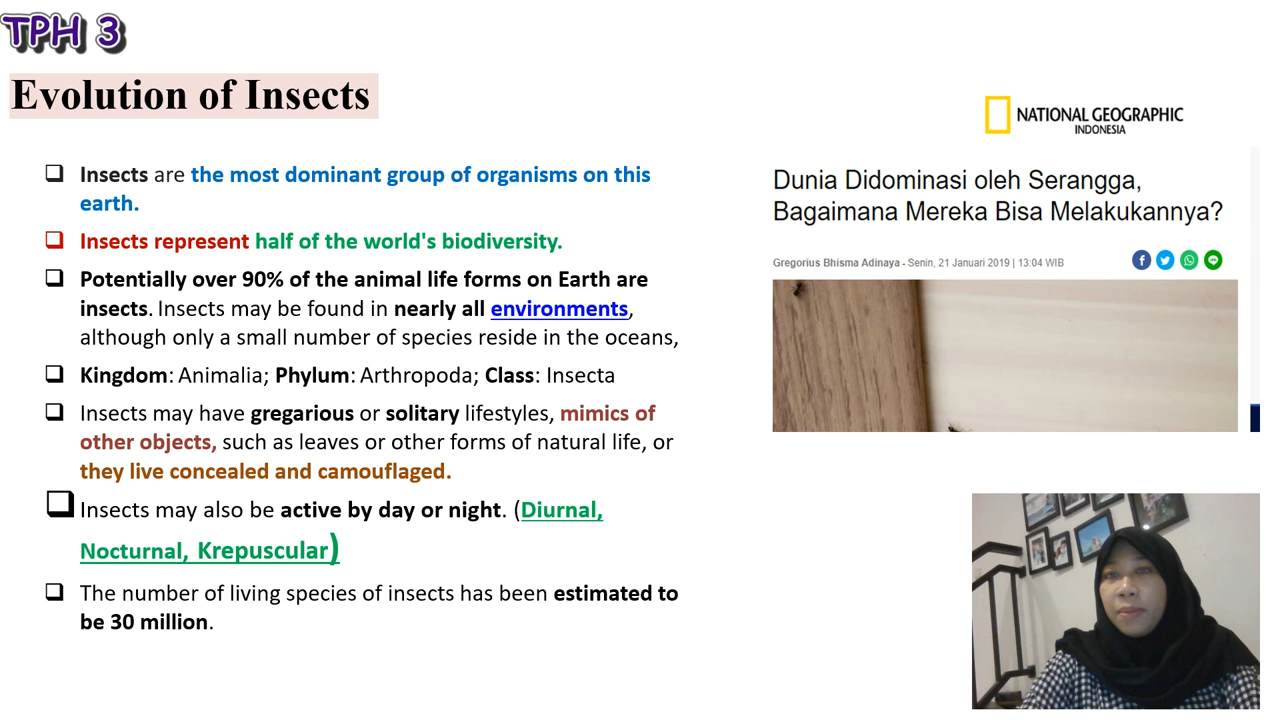 TPH 3
Evolution of Insects
Insects are the most dominant group of organisms on this
earth.
Insects represent half of the world's biodiversity.
Potentially over 90% of the animal life forms on Earth are
insects. Insects may be found in nearly all environments,
although only a small number of species reside in the oceans,
Kingdom: Animalia; Phylum: Arthropoda; Class: Insecta
Insects may have gregarious or solitary lifestyles, mimics of
other objects, such as leaves or other forms of natural life, or
they live concealed and camouflaged.
Insects may also be active by day or night. (Diurnal,
Nocturnal, Krepuscular)
The number of living species of insects has been estimated to
be 30 million.
NATIONAL GEOGRAPHIC
INDONESIA
Dunia Didominasi oleh Serangga,
Bagaimana Mereka Bisa Melakukannya?
Gregorius Bhisma Adinaya - Senin, 21 Januari 2019 | 13:04 WIB